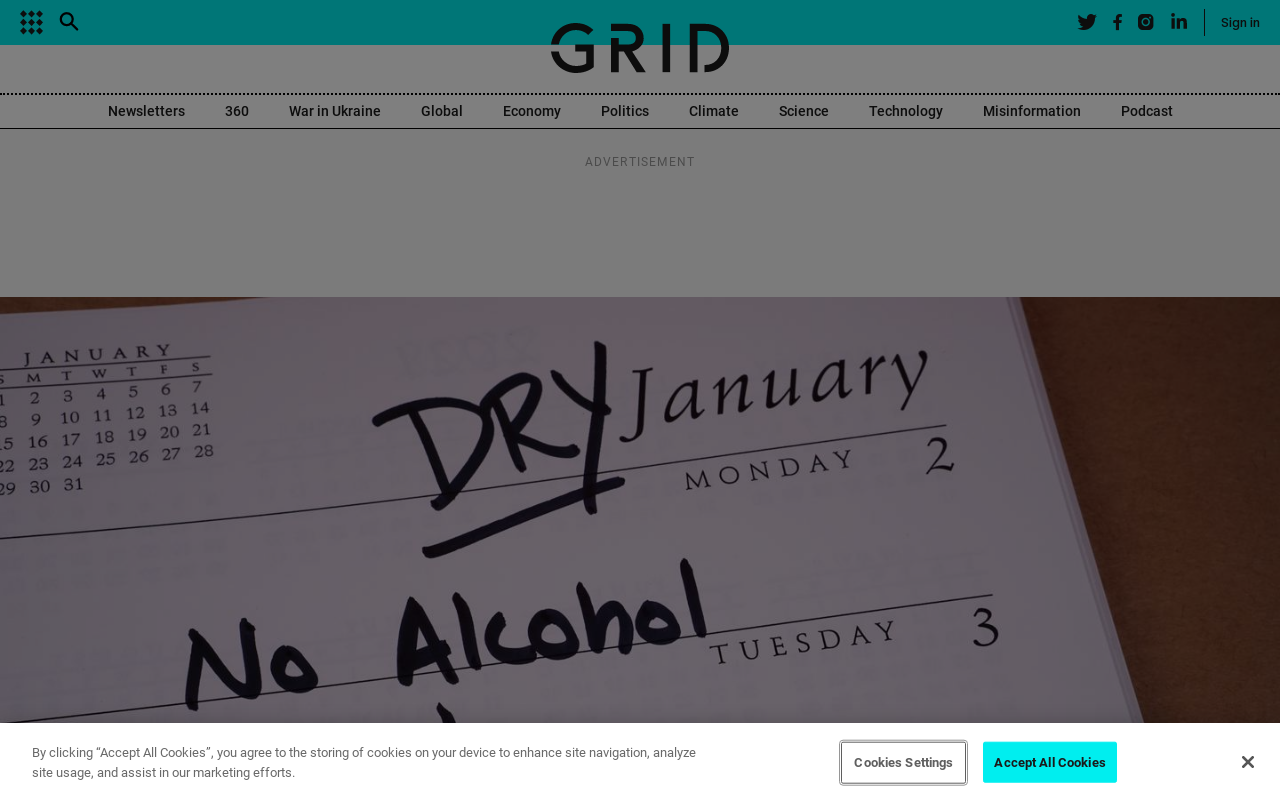 Sign in
GRID
Newsletters 360 War in Ukraine Global Economy Politics Climate Science Technology Misinformation Podcast
ADVERTISEMENT
JANUARY
S M T W T F S
1 2 3 4 5 6 7
8 9 10 11 12 13 14
15 16 17 18 19 20 21
22 23 24 25 26 27 28
29 30 31
DRY January
MONDAY 2
No Alcohol
TUESDAY 3
By clicking “Accept All Cookies”, you agree to the storing of cookies on your device to enhance site navigation, analyze
site usage, and assist in our marketing efforts.
Cookies Settings
Accept All Cookies